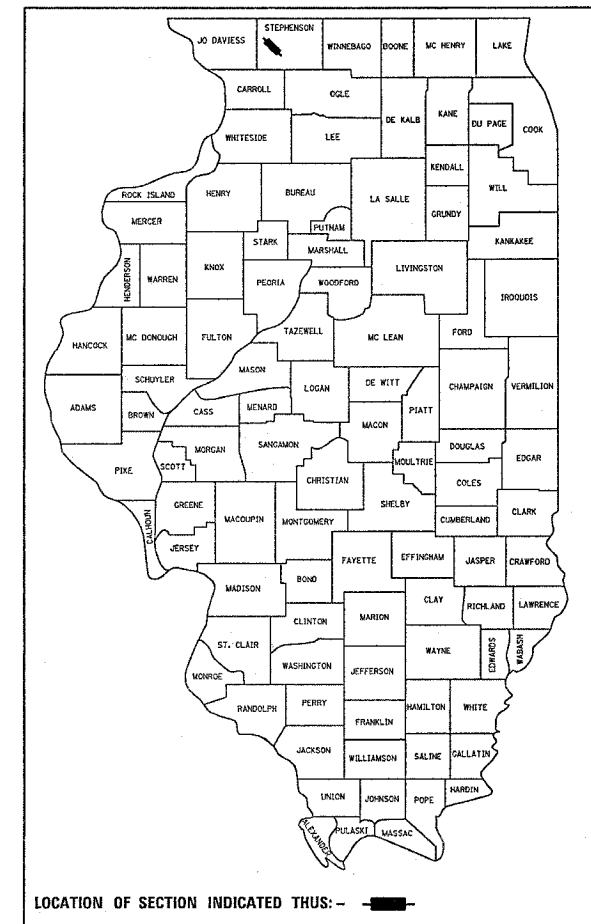 JO DAVIESS
STEPHENSON
WINNEBAGO
BOONE
MC HENRY
LAKE
CARROLL
OGLE
DE KALB
KANE
DU PAGE
COOK
WHITESIDE
LEE
KENDALL
WILL
ROCK ISLAND
HENRY
BUREAU
LA SALLE
GRUNDY
MERCER
PUTNAM
KANKAKEE
HENDERSON
WARREN
KNOX
STARK
MARSHALL
LIVINGSTON
PEORIA
WOODFORD
IROQUOIS
HANCOCK
MC DONOUGH
FULTON
TAZEWELL
MC LEAN
FORD
SCHUYLER
MASON
ADAMS
BROWN
CASS
MENARD
LOGAN
DE WITT
PIATT
CHAMPAIGN
VERMILION
MACON
PIKE
SCOTT
MORGAN
SANGAMON
MOULTRIE
DOUGLAS
EDGAR
COLES
CHRISTIAN
SHELBY
CALHOUN
GREENE
MACOUPIN
MONTGOMERY
CUMBERLAND
CLARK
JERSEY
FAYETTE
EFFINGHAM
JASPER
CRAWFORD
MADISON
BOND
CLAY
RICHLAND
LAWRENCE
CLINTON
MARION
ST. CLAIR
WAYNE
EDWARDS
WABASH
WASHINGTON
JEFFERSON
MONROE
RANDOLPH
PERRY
HAMILTON
WHITE
FRANKLIN
JACKSON
WILLIAMSON
SALINE
GALLATIN
UNION
JOHNSON
POPE
HARDIN
ALEXANDER
PULASKI
MASSAC
LOCATION OF SECTION INDICATED THUS: -